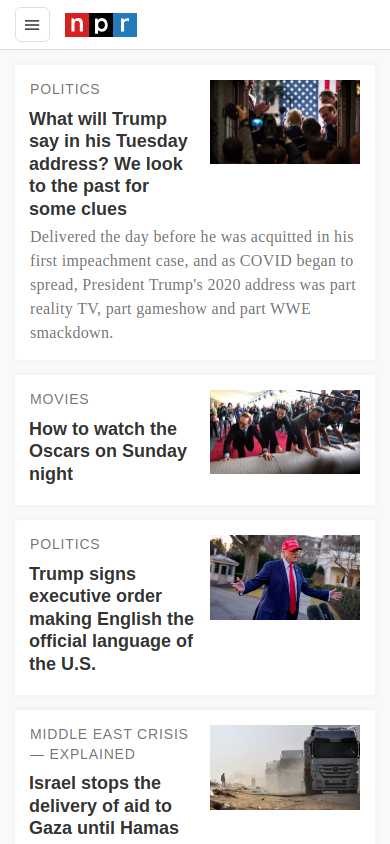 npr
POLITICS
What will Trump
say in his Tuesday
address? We look
to the past for
some clues
Delivered the day before he was acquitted in his
first impeachment case, and as COVID began to
spread, President Trump's 2020 address was part
reality TV, part gameshow and part WWE
smackdown.
MOVIES
How to watch the
Oscars on Sunday
night
POLITICS
Trump signs
executive order
making English the
official language of
the U.S.
MIDDLE EAST CRISIS
— EXPLAINED
Israel stops the
delivery of aid to
Gaza until Hamas